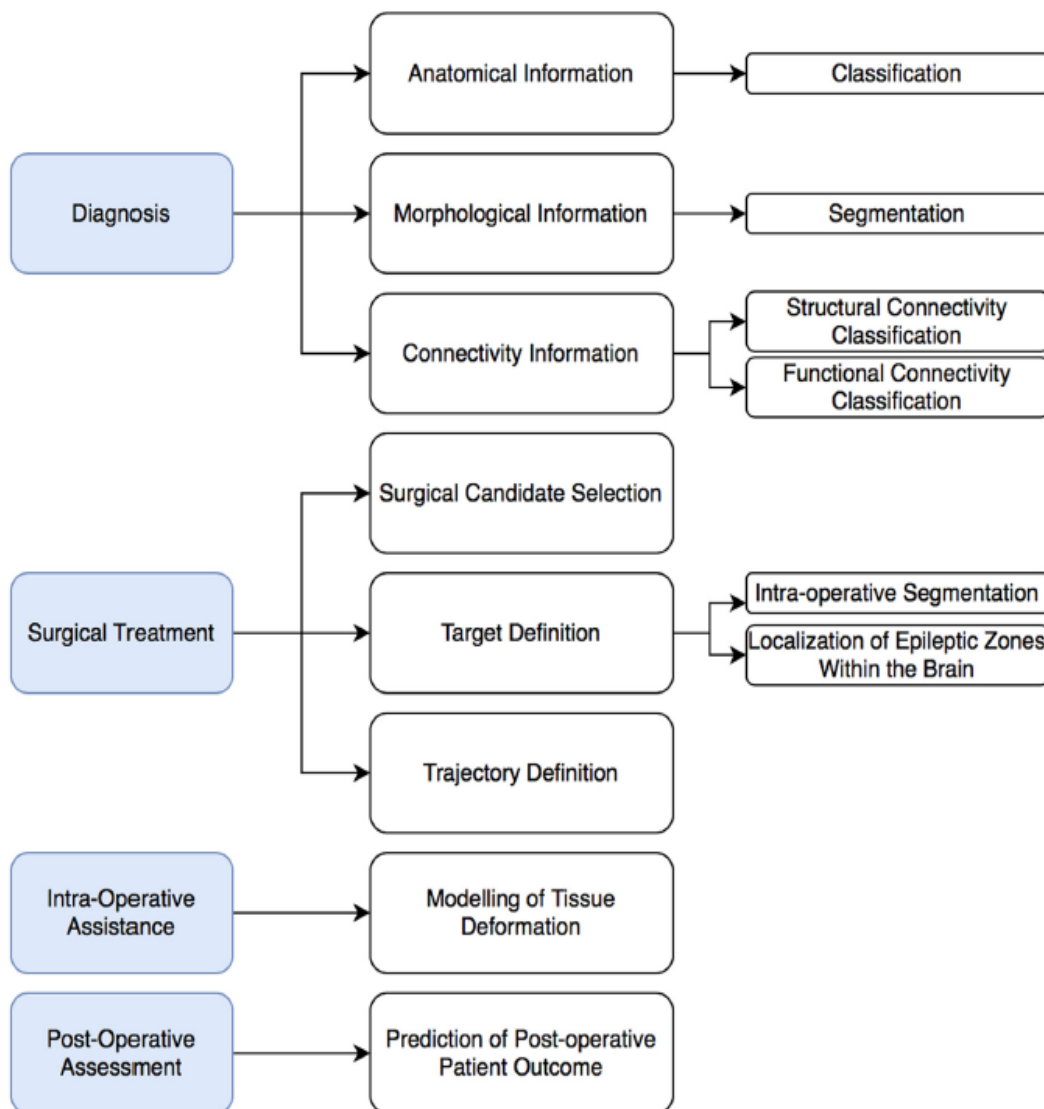 Anatomical Information
Classification
Diagnosis
Morphological Information
Segmentation
Connectivity Information
Structural Connectivity
Classification
Functional Connectivity
Classification
Surgical Candidate Selection
Surgical Treatment
Target Definition
Intra-operative Segmentation
Localization of Epileptic Zones
Within the Brain
Trajectory Definition
Intra-Operative
Assistance
Modelling of Tissue
Deformation
Post-Operative
Assessment
Prediction of Post-operative
Patient Outcome